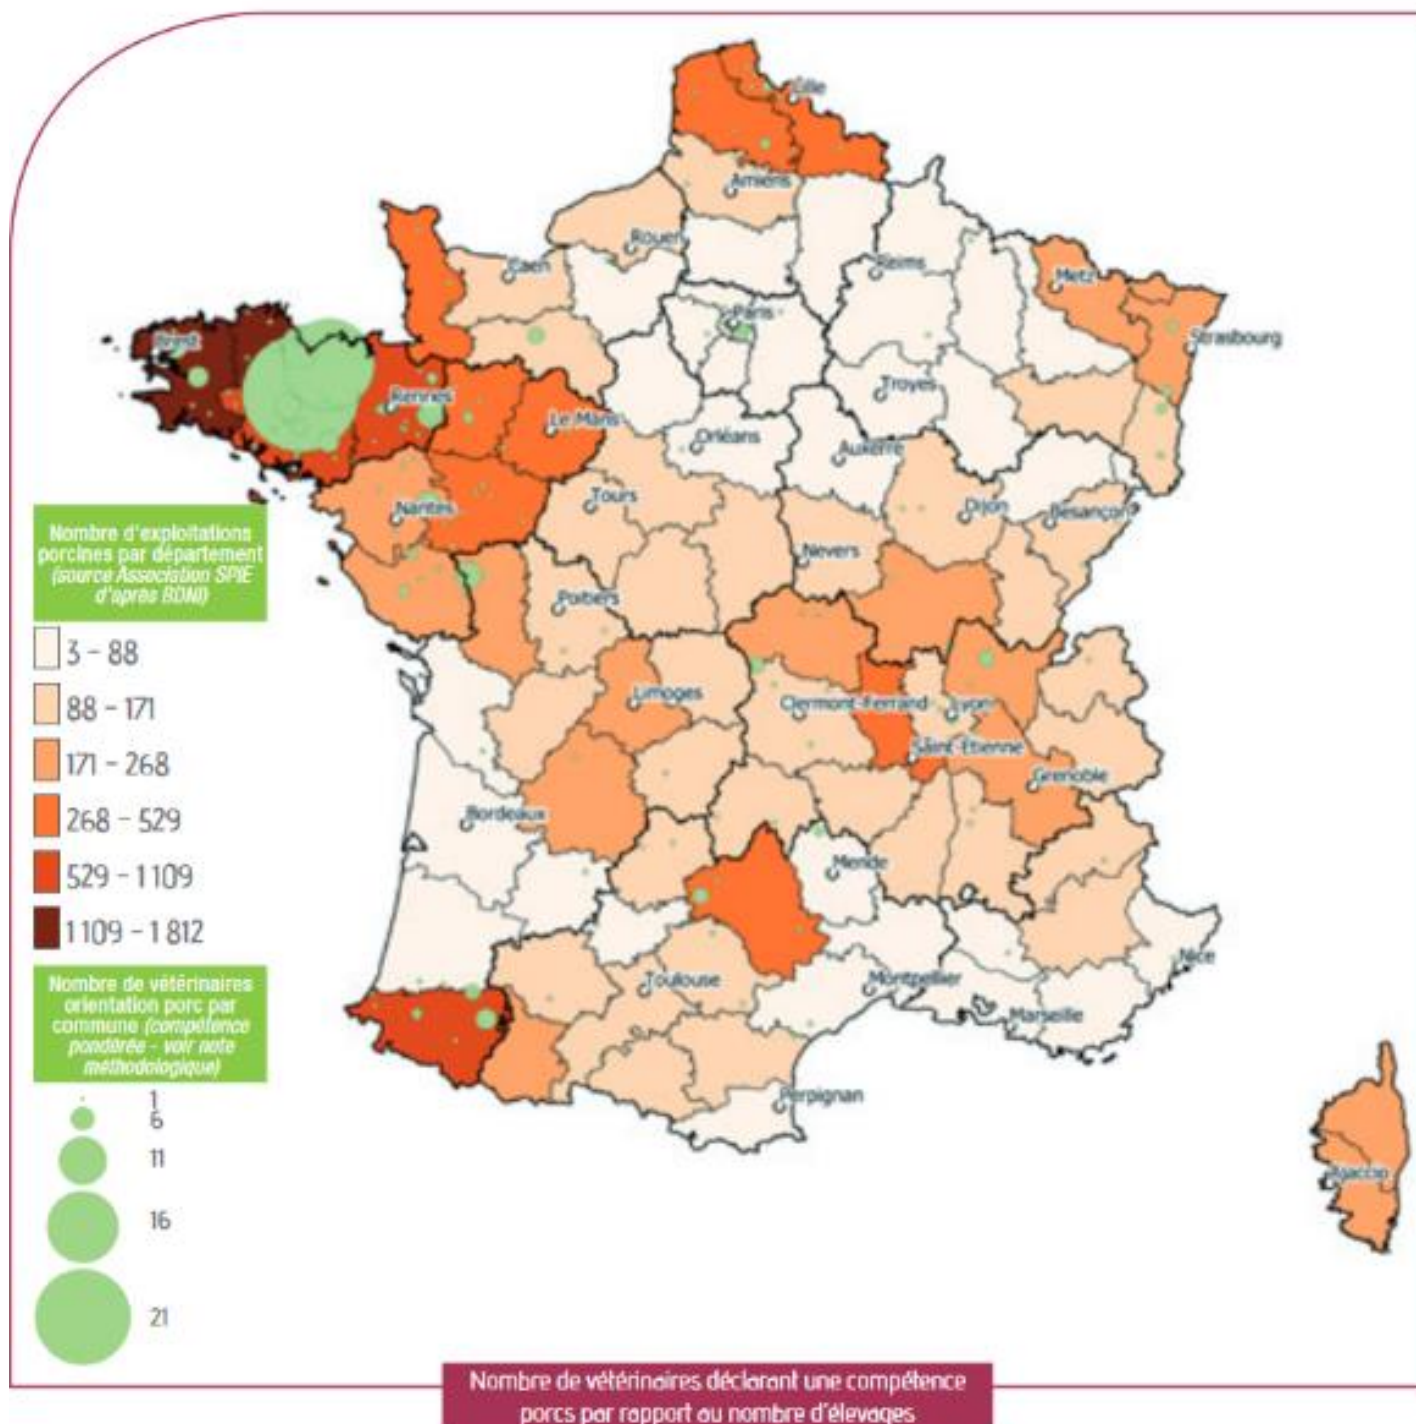 Lille
Amiens
Rouen
Caen
Reims
Metz
Paris
Strasbourg
Brest
Rennes
Troyes
Le Mans
Orléans
Auxerre
Nantes
Tours
Dijon
Besançon
Nevers
Poitiers
Limoges
Clermont-Ferrand
Lyon
Saint-Étienne
Grenoble
Bordeaux
Mende
Toulouse
Montpellier
Nice
Marseille
Perpignan
Ajaccio
Nombre d'exploitations
porcines par département
(source Association SPIE
d'après BDNI)
3 – 88
88 – 171
171 – 268
268 – 529
529 – 1109
1 109 – 1 812
Nombre de vétérinaires
orientation porc par
commune (compétence
pondérée - voir note
méthodologique)
1
6
11
16
21
Nombre de vétérinaires déclarant une compétence
porcs par rapport au nombre d'élevages